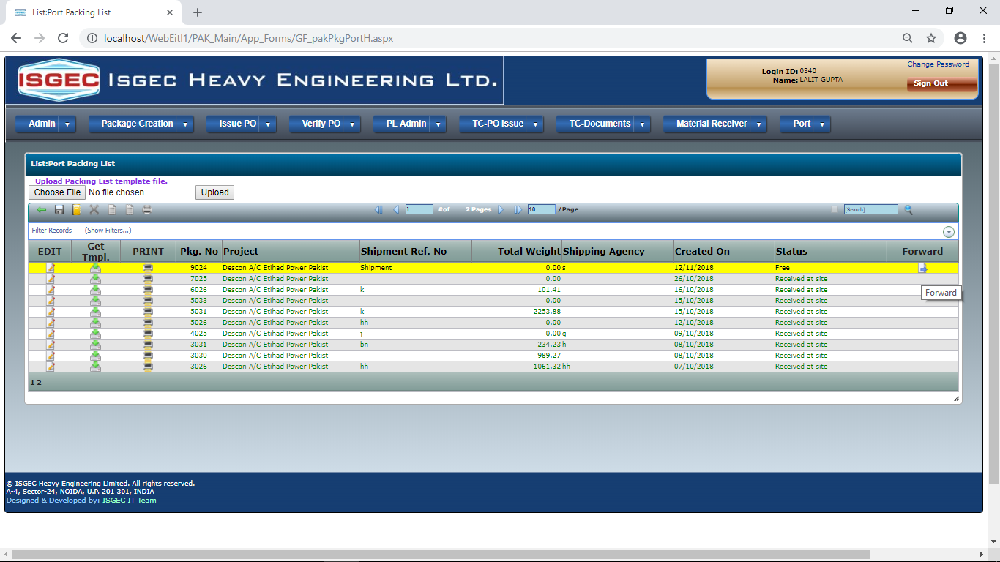 List:Port Packing List
localhost/WebEitl1/PAK_Main/App_Forms/GF_pakPkgPortH.aspx
ISGEC ISGEC HEAVY ENGINEERING LTD.
Change Password
Login ID: 0340
Name: LALIT GUPTA
Sign Out
Admin Package Creation Issue PO Verify PO PL Admin TC-PO Issue TC-Documents Material Receiver Port
List:Port Packing List
Upload Packing List template file.
Choose File No file chosen Upload
1 #of 2 Pages 10 /Page [Search]
Filter Records (Show Filters...)
EDIT Get Tmpl. PRINT Pkg. No Project Shipment Ref. No Total Weight Shipping Agency Created On Status Forward
9024 Descon A/C Etihad Power Pakist Shipment 0.00 s 12/11/2018 Free
7025 Descon A/C Etihad Power Pakist 0.00 26/10/2018 Received at site
6026 Descon A/C Etihad Power Pakist k 101.41 16/10/2018 Received at site
Forward
5033 Descon A/C Etihad Power Pakist 0.00 15/10/2018 Received at site
5031 Descon A/C Etihad Power Pakist k 2253.88 15/10/2018 Received at site
5026 Descon A/C Etihad Power Pakist hh 0.00 12/10/2018 Received at site
4025 Descon A/C Etihad Power Pakist j 0.00 g 09/10/2018 Received at site
3031 Descon A/C Etihad Power Pakist bn 234.23 h 08/10/2018 Received at site
3030 Descon A/C Etihad Power Pakist 989.27 08/10/2018 Received at site
3026 Descon A/C Etihad Power Pakist hh 1061.32 hh 07/10/2018 Received at site
1 2
© ISGEC Heavy Engineering Limited. All rights reserved.
A-4, Sector-24, NOIDA, U.P. 201 301, INDIA
Designed & Developed by: ISGEC IT Team